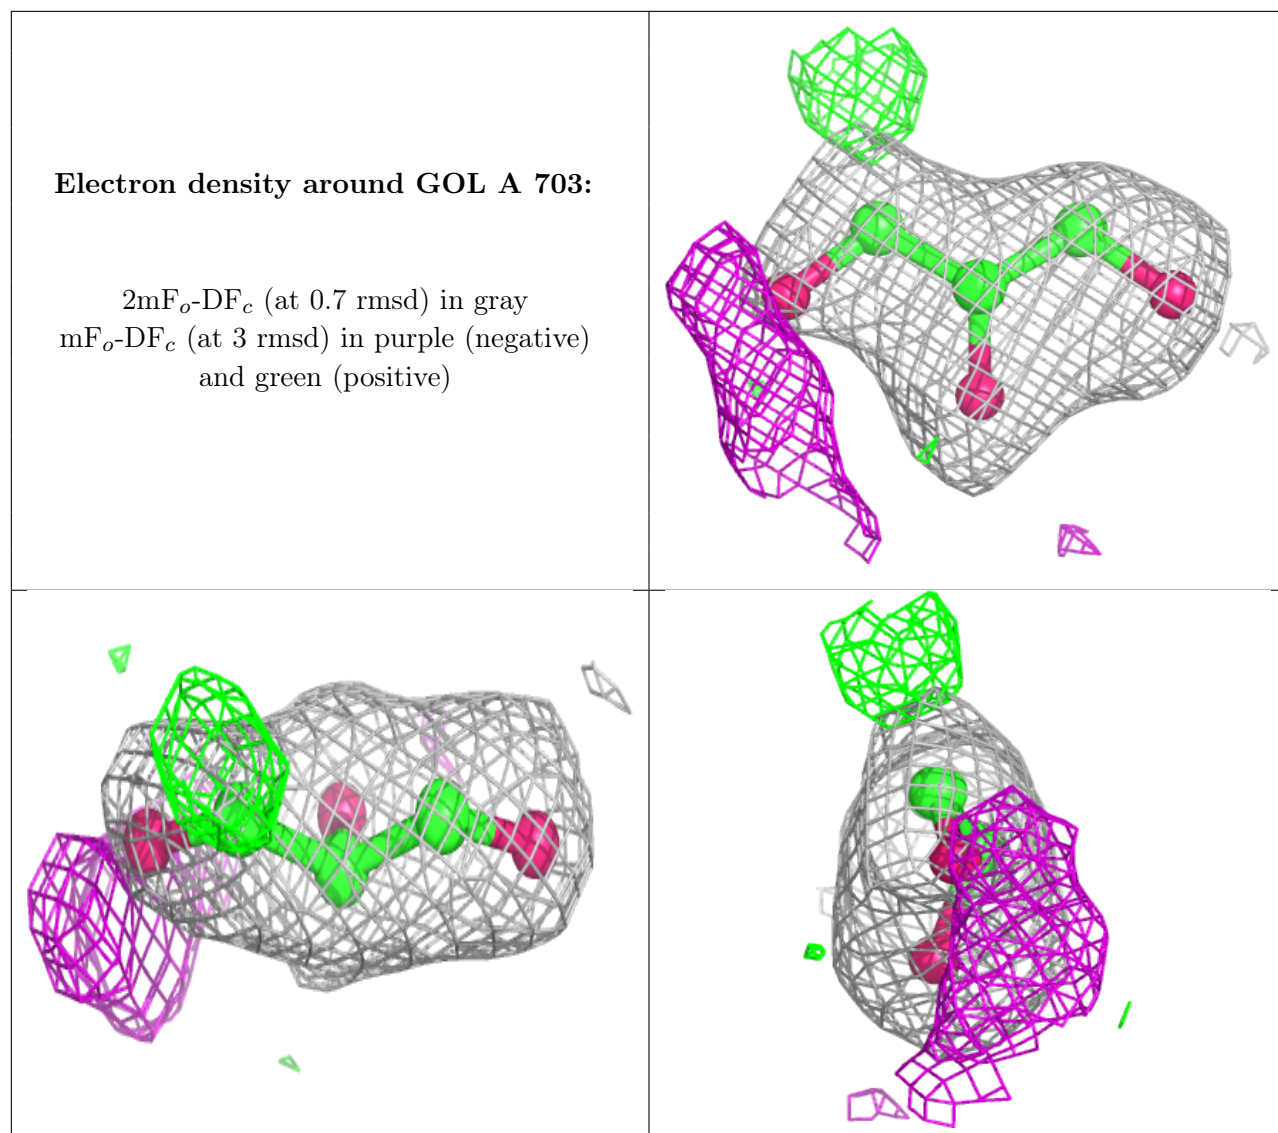 Electron density around GOL A 703:
2mFo-DFc (at 0.7 rmsd) in gray
mFo-DFc (at 3 rmsd) in purple (negative)
and green (positive)